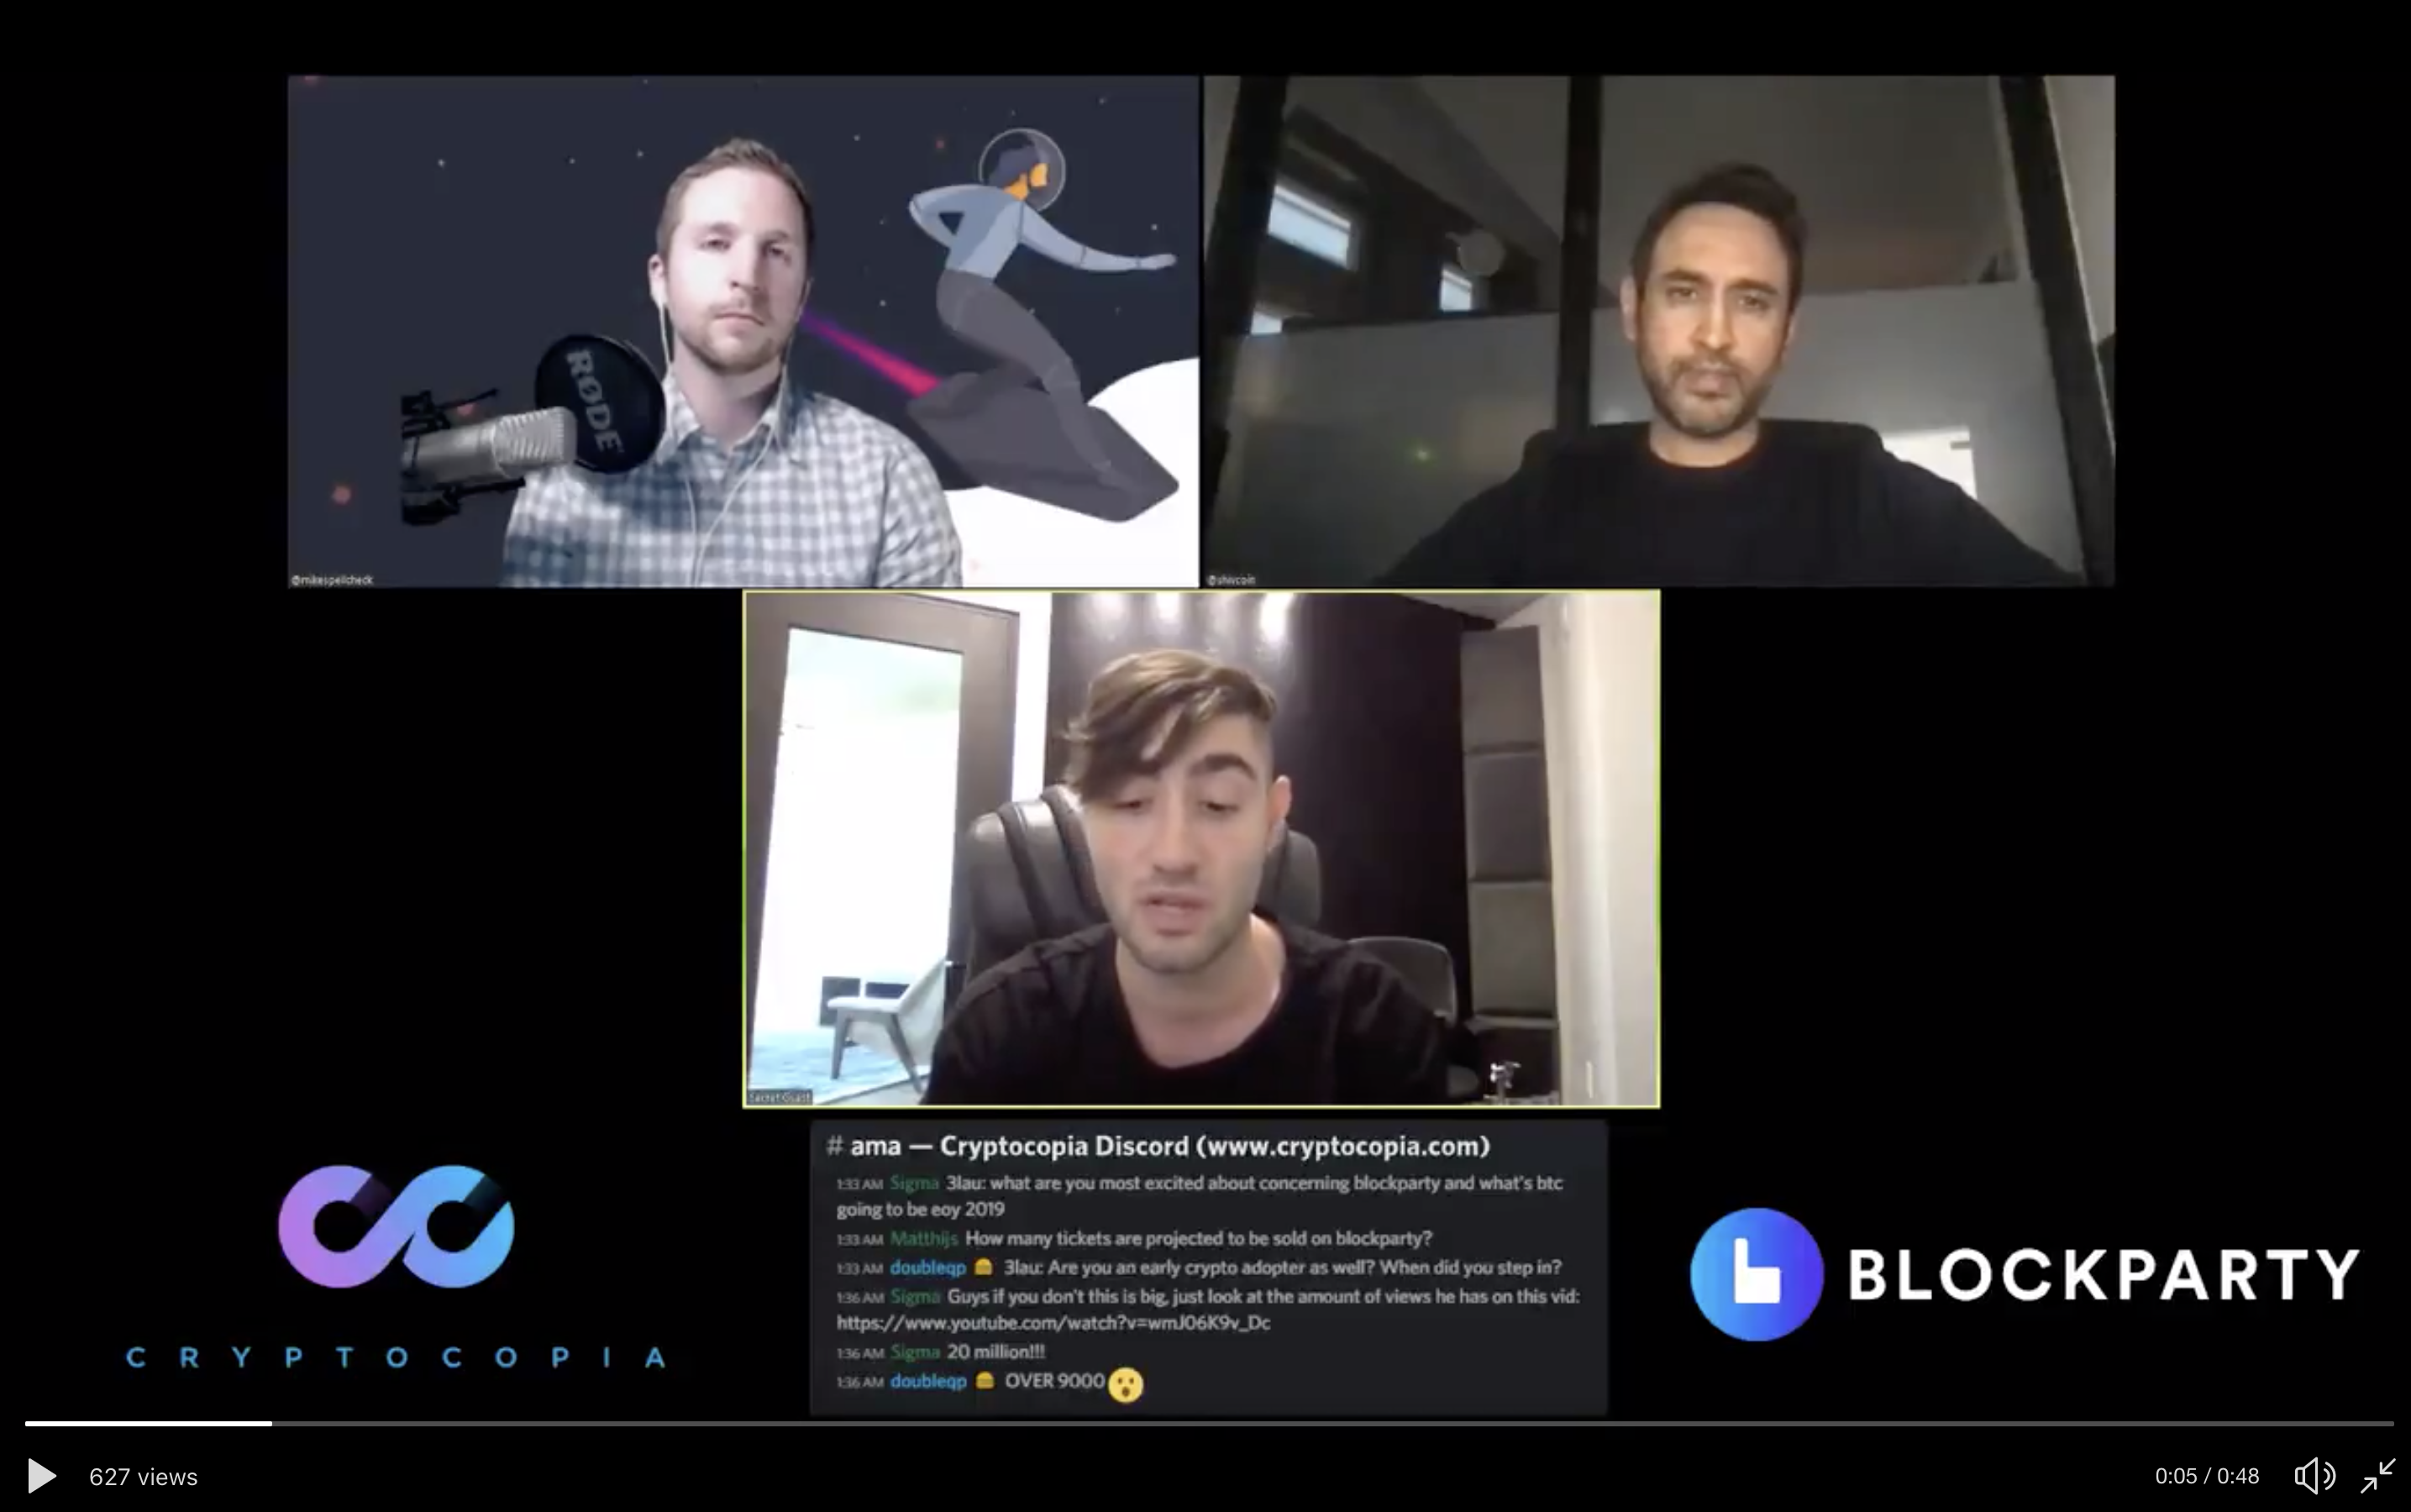 RØDE
@mikespellcheck
@shivcoin
Secret Guest
# ama — Cryptocopia Discord (www.cryptocopia.com)
1:33 AM Sigma 3lau: what are you most excited about concerning blockparty and what's btc
going to be eoy 2019
1:33 AM Matthijs How many tickets are projected to be sold on blockparty?
1:33 AM doubleqp 🍔 3lau: Are you an early crypto adopter as well? When did you step in?
1:36 AM Sigma Guys if you don't this is big, just look at the amount of views he has on this vid:
https://www.youtube.com/watch?v=wmJ06K9v_Dc
1:36 AM Sigma 20 million!!!
1:36 AM doubleqp 🍔 OVER 9000 😮
CRYPTOCOPIA
BLOCKPARTY
627 views
0:05 / 0:48